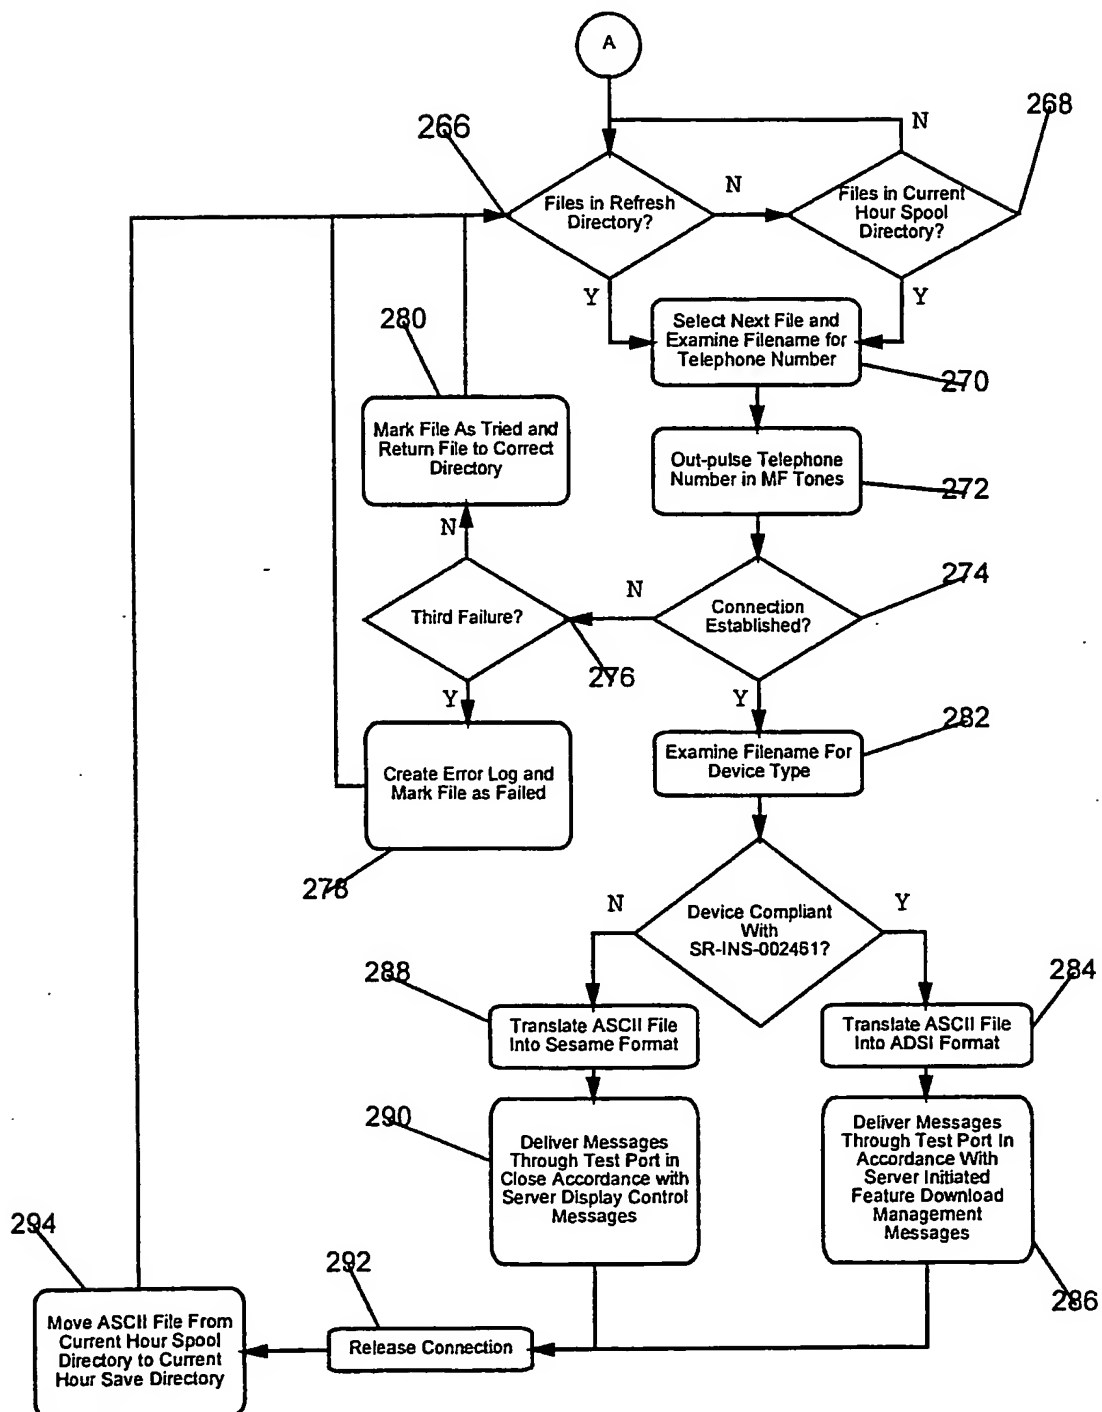 A
266
N
268
Files in Refresh
Directory?
N
Files in Current
Hour Spool
Directory?
Y
Y
280
Select Next File and
Examine Filename for
Telephone Number
270
Mark File As Tried and
Return File to Correct
Directory
Out-pulse Telephone
Number in MF Tones
272
N
274
Third Failure?
N
Connection
Established?
276
Y
Y
282
Create Error Log and
Mark File as Failed
Examine Filename For
Device Type
278
N
Device Compliant
With
SR-INS-002461?
Y
288
284
Translate ASCII File
Into Sesame Format
Translate ASCII File
Into ADSI Format
290
Deliver Messages
Through Test Port in
Close Accordance with
Server Display Control
Messages
Deliver Messages
Through Test Port In
Accordance With
Server Initiated
Feature Download
Management
Messages
294
292
286
Move ASCII File From
Current Hour Spool
Directory to Current
Hour Save Directory
Release Connection